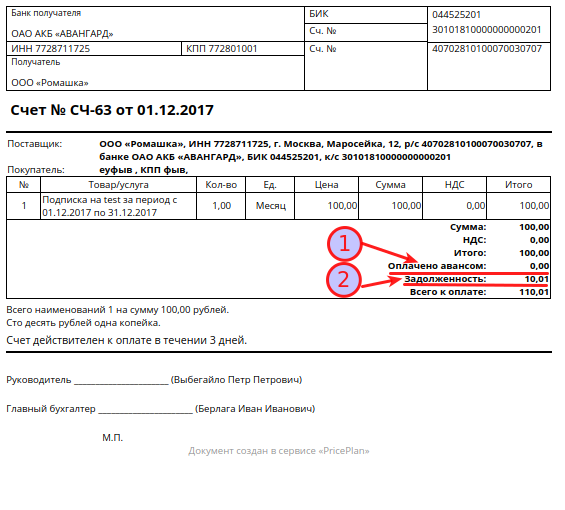 Банк получателя
ОАО АКБ «АВАНГАРД»
БИК
044525201
Сч. №
30101810000000000201
ИНН 7728711725 КПП 772801001
Сч. №
40702810100070030707
Получатель
ООО «Ромашка»
Счет № СЧ-63 от 01.12.2017
Поставщик: ООО «Ромашка», ИНН 7728711725, г. Москва, Маросейка, 12, р/с 40702810100070030707, в
банке ОАО АКБ «АВАНГАРД», БИК 044525201, к/с 30101810000000000201
Покупатель: еуфыв , КПП фыв,
№ Товар/услуга Кол-во Ед. Цена Сумма НДС Итого
1 Подписка на test за период с 1,00 Месяц 100,00 100,00 0,00 100,00
01.12.2017 по 31.12.2017
Сумма: 100,00
НДС: 0,00
1
Итого: 100,00
Оплачено авансом: 0,00
2
Задолженность: 10,01
Всего к оплате: 110,01
Всего наименований 1 на сумму 100,00 рублей.
Сто десять рублей одна копейка.
Счет действителен к оплате в течении 3 дней.
Руководитель ____________________ (Выбегайло Петр Петрович)
Главный бухгалтер ____________________ (Берлага Иван Иванович)
М.П.
Документ создан в сервисе «PricePlan»